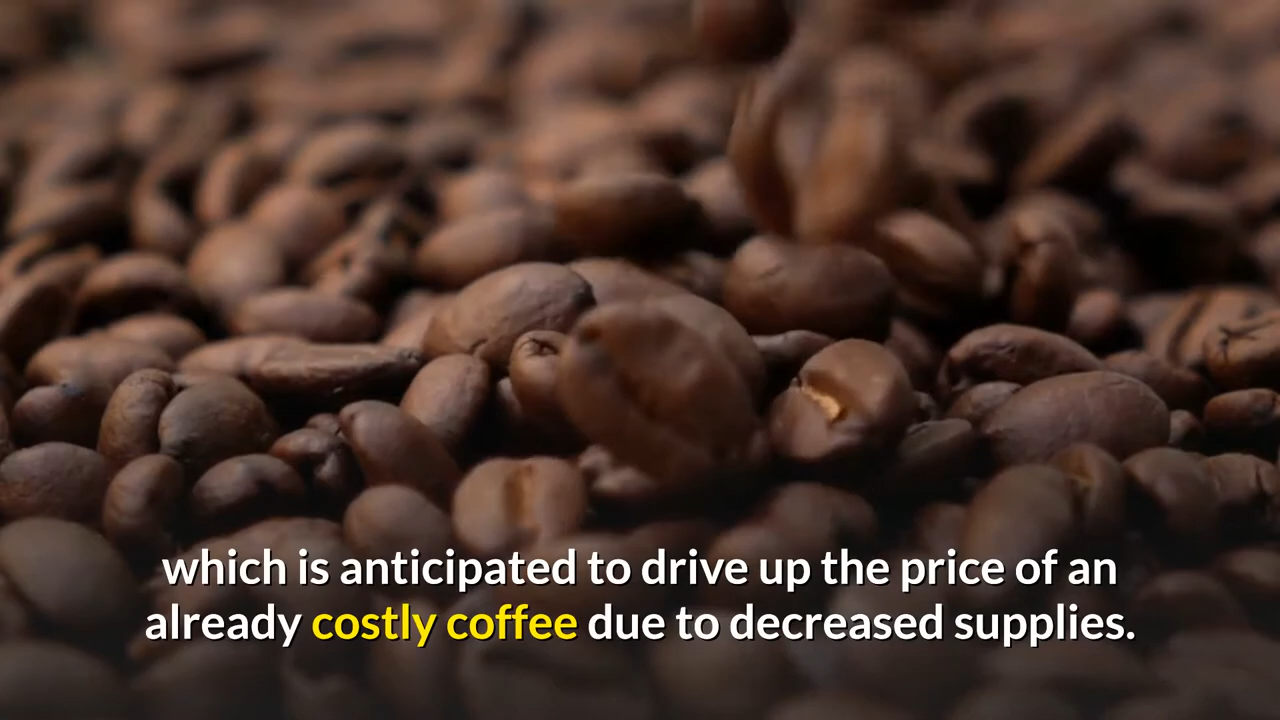 which is anticipated to drive up the price of an
already costly coffee due to decreased supplies.